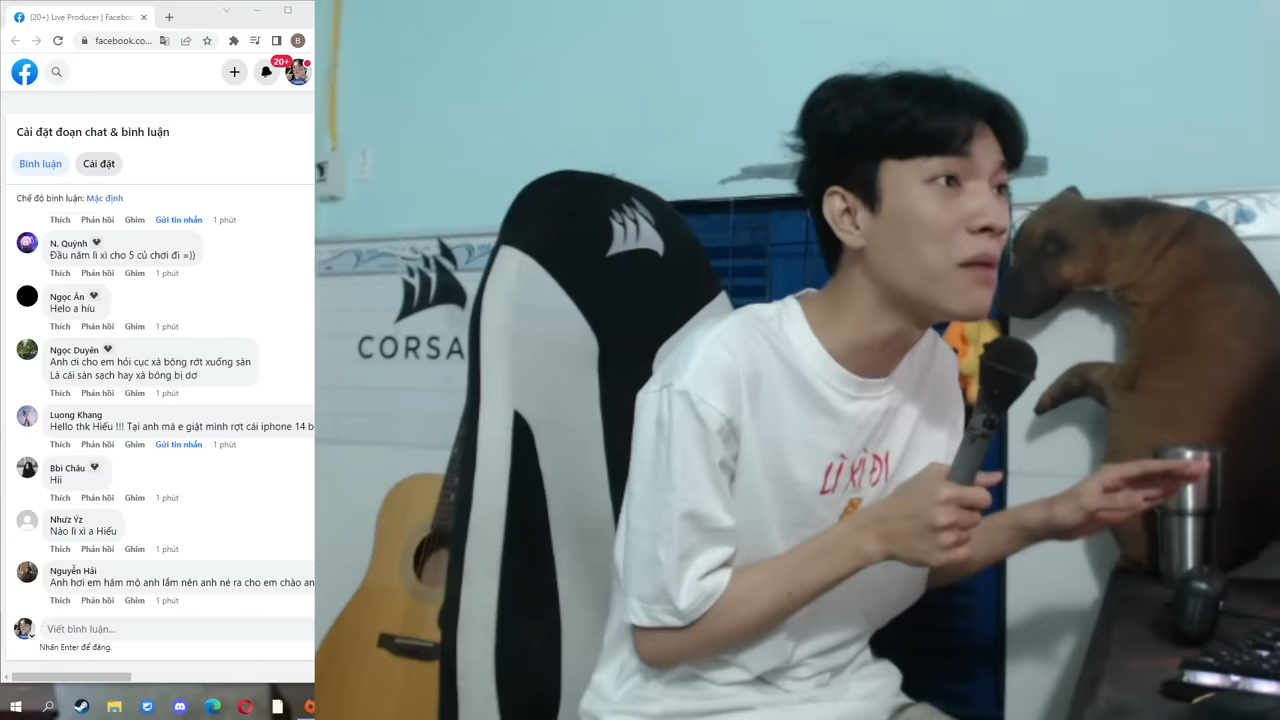 (20+) Live Producer | Facebook
facebook.co...
20+
Cài đặt đoạn chat & bình luận
Bình luận
Cài đặt
Chế độ bình luận: Mặc định
Thích Phản hồi Ghim Gửi tin nhắn 1 phút
N. Quỳnh
Đầu năm lì xì cho 5 củ chơi đi =))
Thích Phản hồi Ghim 1 phút
Ngọc Ân
Helo a híu
Thích Phản hồi Ghim 1 phút
Ngọc Duyên
Anh ơi cho em hỏi cục xà bông rớt xuống sàn
Là cái sàn sạch hay xà bông bị dơ
Thích Phản hồi Ghim 1 phút
Luong Khang
Hello thk Hiếu !!! Tại anh mà e giật mình rợt cái iphone 14
Thích Phản hồi Ghim Gửi tin nhắn 1 phút
Bbi Châu
Hii
Thích Phản hồi Ghim 1 phút
Nhưz Ýz
Nào lì xì a Hiếu
Thích Phản hồi Ghim 1 phút
Nguyễn Hải
Anh hơi em hâm mộ anh lắm nên anh né ra cho em chào
Thích Phản hồi Ghim 1 phút
Viết bình luận...
Nhấn Enter để đăng.
CORSA
LÌ XÌ ĐI